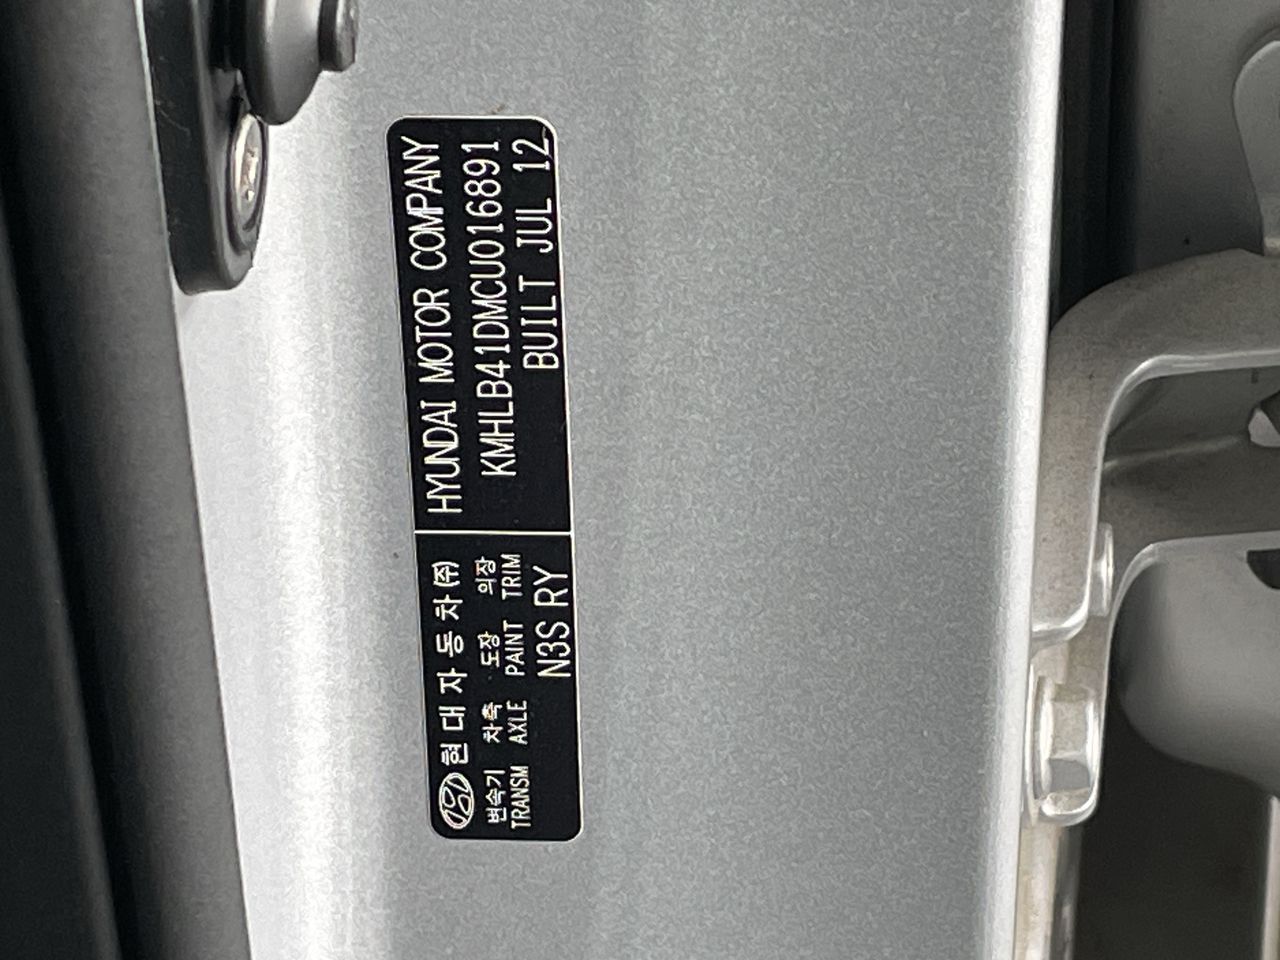 현대자동차(주)
변속기 차축 도장 의장
TRANSM AXLE PAINT TRIM
N3S RY
HYUNDAI MOTOR COMPANY
KMHLB41DMCU016891
BUILT JUL 12